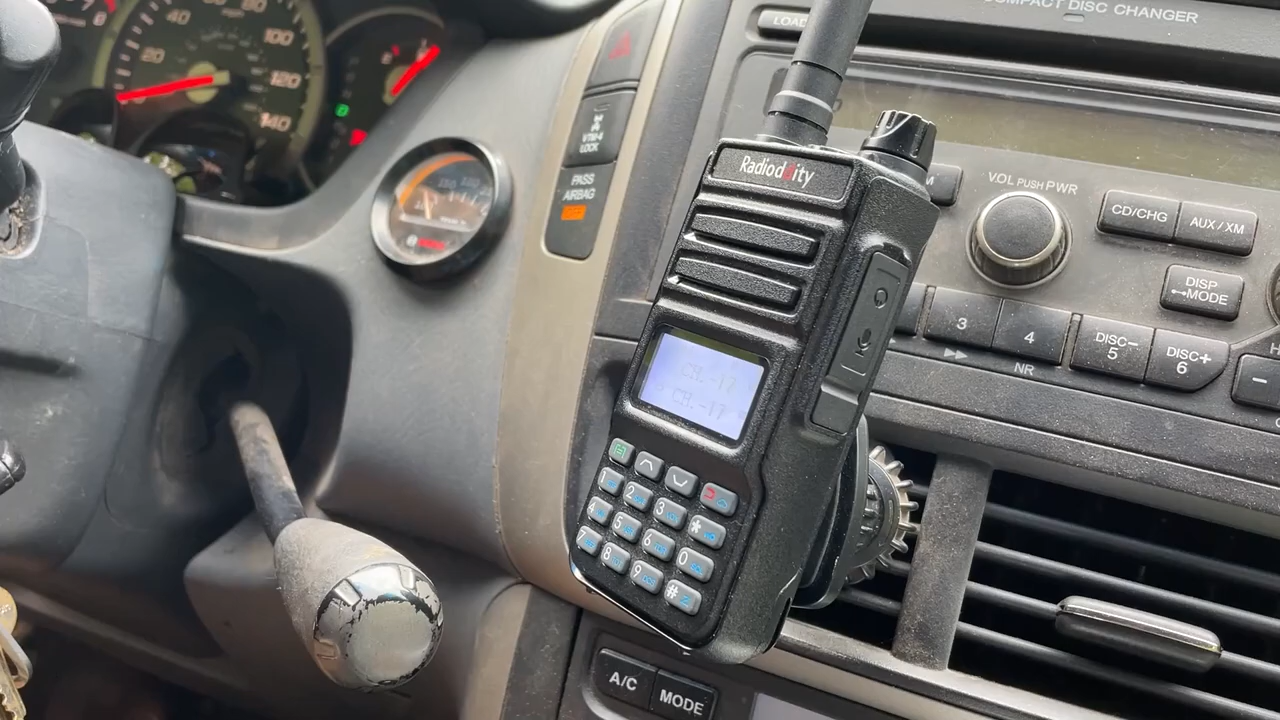 20
40
60
80
100
120
140
COMPACT DISC CHANGER
LOAD
VTM-4
LOCK
PASS
AIRBAG
Radioddity
VOL PUSH PWR
CD/CHG
AUX/XM
DISP
MODE
3
4
NR
DISC-
5
DISC+
6
CH.-17
CH.-17
1
2
3
*
4
5
6
0
7
8
9
#
A/C
MODE